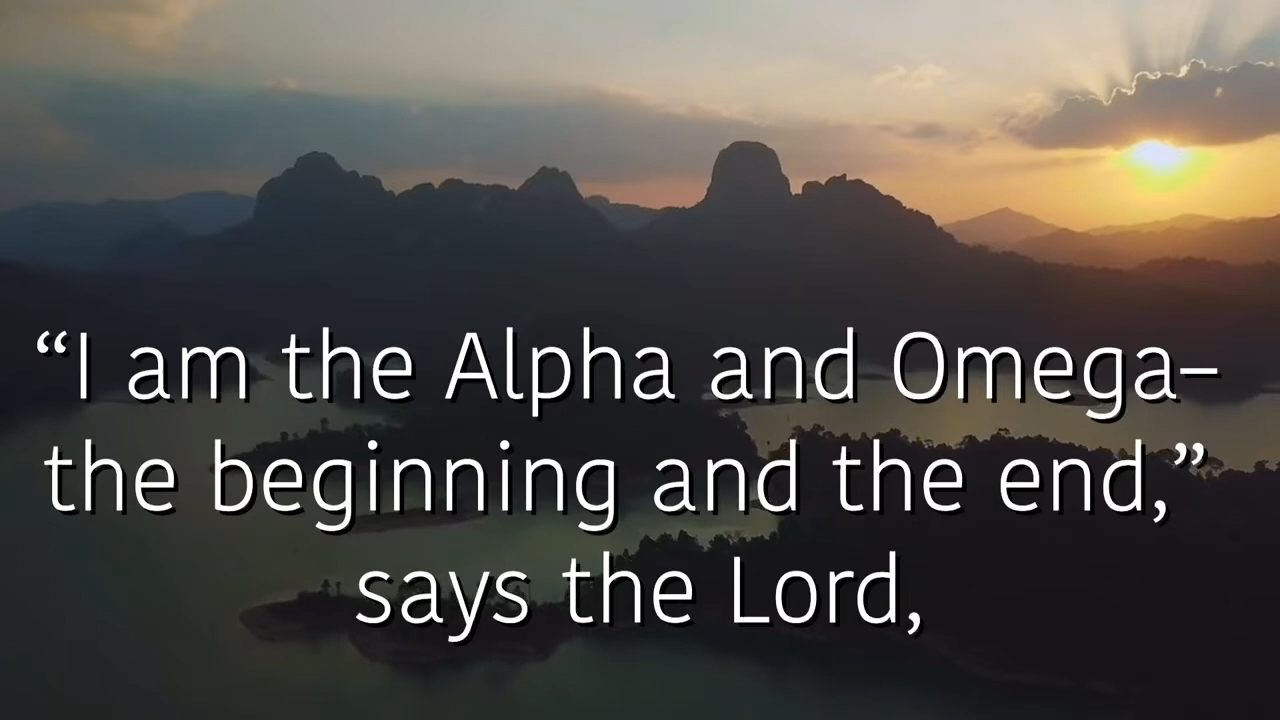 “I am the Alpha and Omega–
the beginning and the end,”
says the Lord,